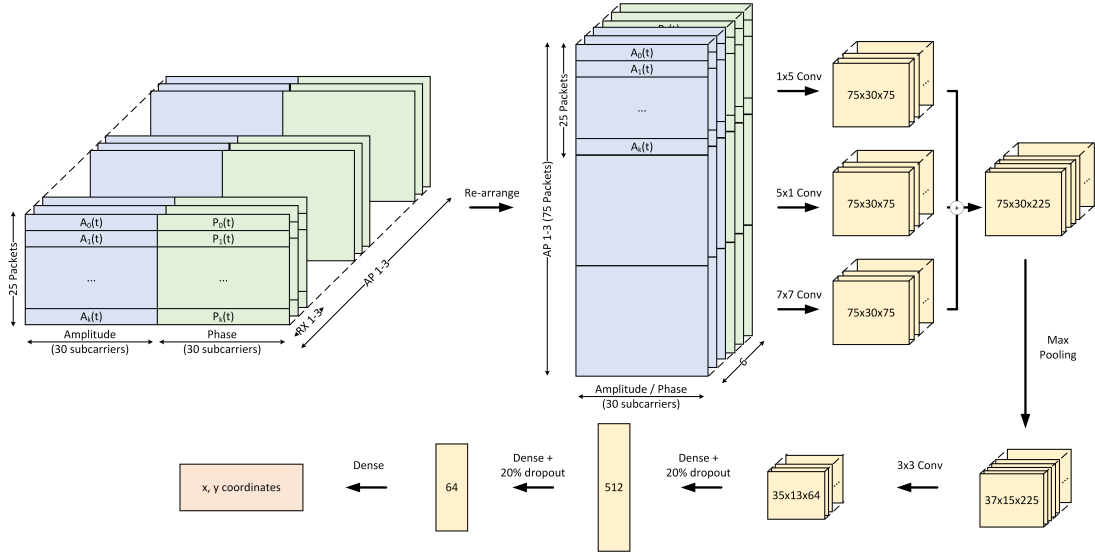 A₀(t)
P₀(t)
A₁(t)
P₁(t)
...
...
Aₖ(t)
Pₖ(t)
25 Packets
Amplitude
(30 subcarriers)
Phase
(30 subcarriers)
RX 1-3
AP 1-3
Re-arrange
A₀(t)
A₁(t)
...
Aₖ(t)
25 Packets
AP 1-3 (75 Packets)
Amplitude / Phase
(30 subcarriers)
6
1x5 Conv
75x30x75
...
5x1 Conv
75x30x75
...
7x7 Conv
75x30x75
...
+
75x30x225
...
Max
Pooling
37x15x225
...
3x3 Conv
35x13x64
...
Dense +
20% dropout
512
Dense +
20% dropout
64
Dense
x, y coordinates